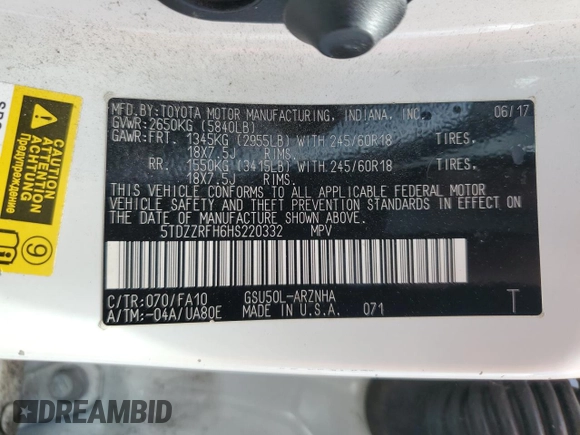 MFD.BY:TOYOTA MOTOR MANUFACTURING, INDIANA, INC. 06/17
GVWR:2650KG (5840LB)
GAWR:FRT. 1345KG (2955LB) WITH 245/60R18 TIRES.
18X7.5J RIMS.
RR. 1550KG (3415LB) WITH 245/60R18 TIRES.
18X7.5J RIMS.
THIS VEHICLE CONFORMS TO ALL APPLICABLE FEDERAL MOTOR
VEHICLE SAFETY AND THEFT PREVENTION STANDARDS IN EFFECT ON
THE DATE OF MANUFACTURE SHOWN ABOVE.
5TDZZRFH6HS220332 MPV
C/TR:070/FA10 GSU50L-ARZNHA T
A/TM:-04A/UA80E MADE IN U.S.A. 071
CAUTION
ATTENTION
ACHTUNG
Предупреждение
9
DREAMBID